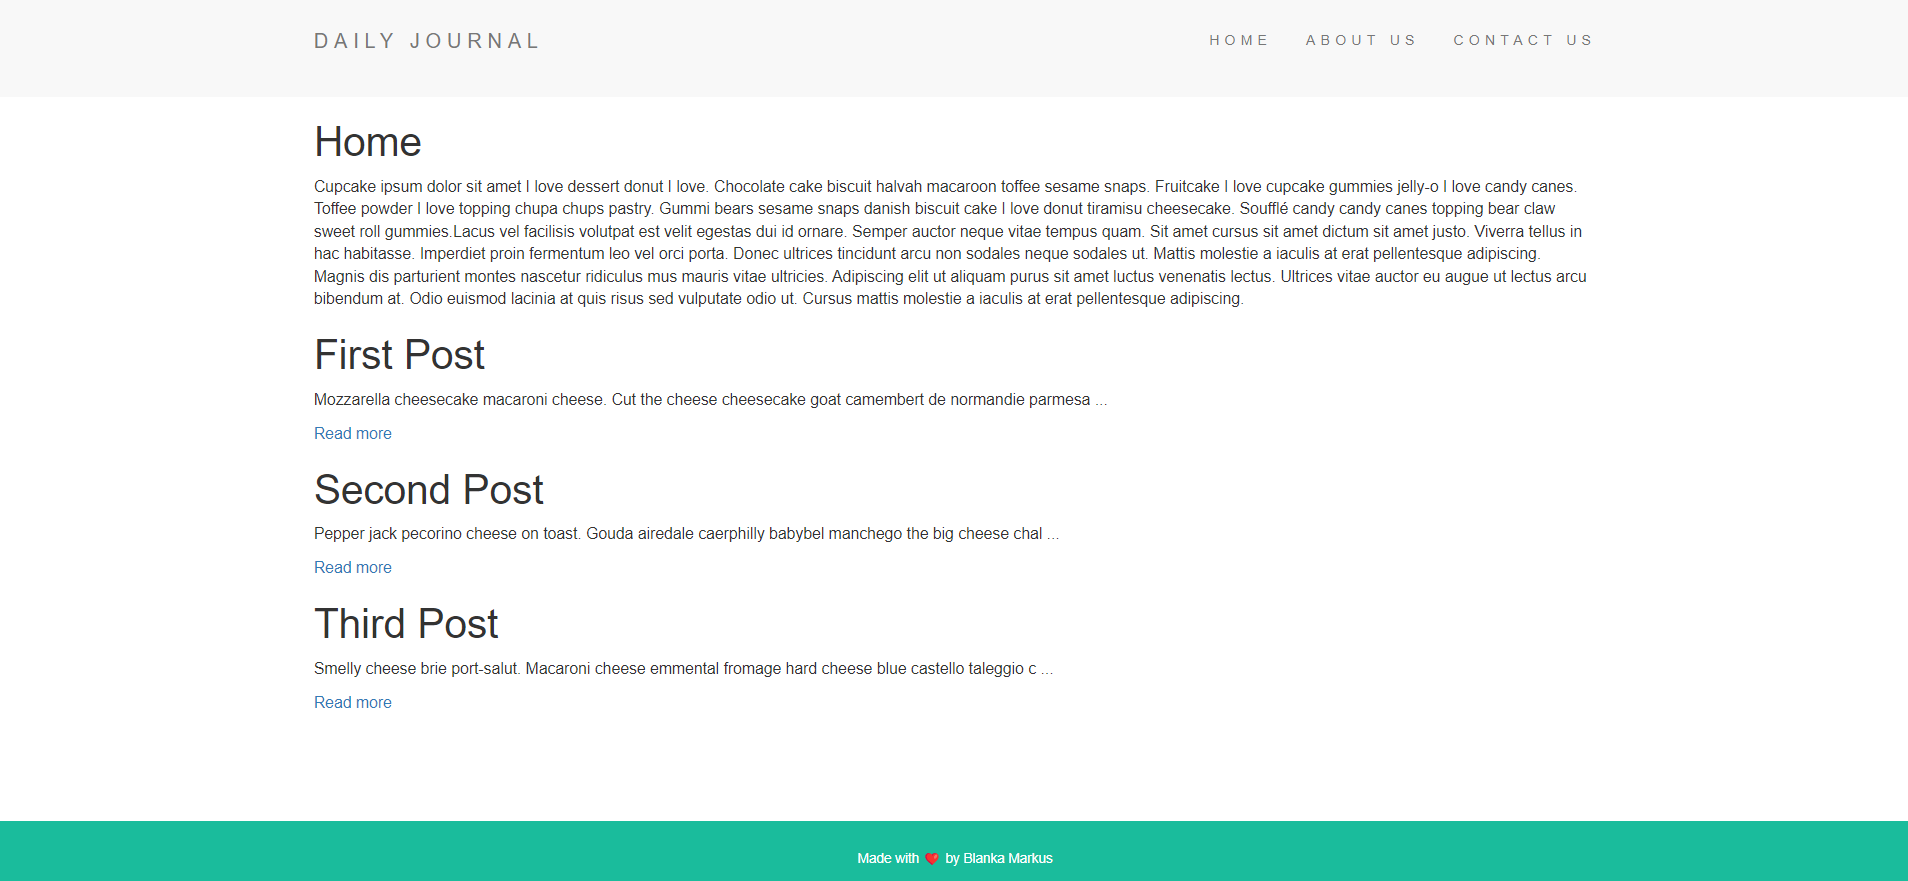 DAILY JOURNAL
HOME ABOUT US CONTACT US
Home
Cupcake ipsum dolor sit amet I love dessert donut I love. Chocolate cake biscuit halvah macaroon toffee sesame snaps. Fruitcake I love cupcake gummies jelly-o I love candy canes.
Toffee powder I love topping chupa chups pastry. Gummi bears sesame snaps danish biscuit cake I love donut tiramisu cheesecake. Soufflé candy candy canes topping bear claw
sweet roll gummies.Lacus vel facilisis volutpat est velit egestas dui id ornare. Semper auctor neque vitae tempus quam. Sit amet cursus sit amet dictum sit amet justo. Viverra tellus in
hac habitasse. Imperdiet proin fermentum leo vel orci porta. Donec ultrices tincidunt arcu non sodales neque sodales ut. Mattis molestie a iaculis at erat pellentesque adipiscing.
Magnis dis parturient montes nascetur ridiculus mus mauris vitae ultricies. Adipiscing elit ut aliquam purus sit amet luctus venenatis lectus. Ultrices vitae auctor eu augue ut lectus arcu
bibendum at. Odio euismod lacinia at quis risus sed vulputate odio ut. Cursus mattis molestie a iaculis at erat pellentesque adipiscing.
First Post
Mozzarella cheesecake macaroni cheese. Cut the cheese cheesecake goat camembert de normandie parmesa ...
Read more
Second Post
Pepper jack pecorino cheese on toast. Gouda airedale caerphilly babybel manchego the big cheese chal ...
Read more
Third Post
Smelly cheese brie port-salut. Macaroni cheese emmental fromage hard cheese blue castello taleggio c ...
Read more
Made with ❤️ by Blanka Markus